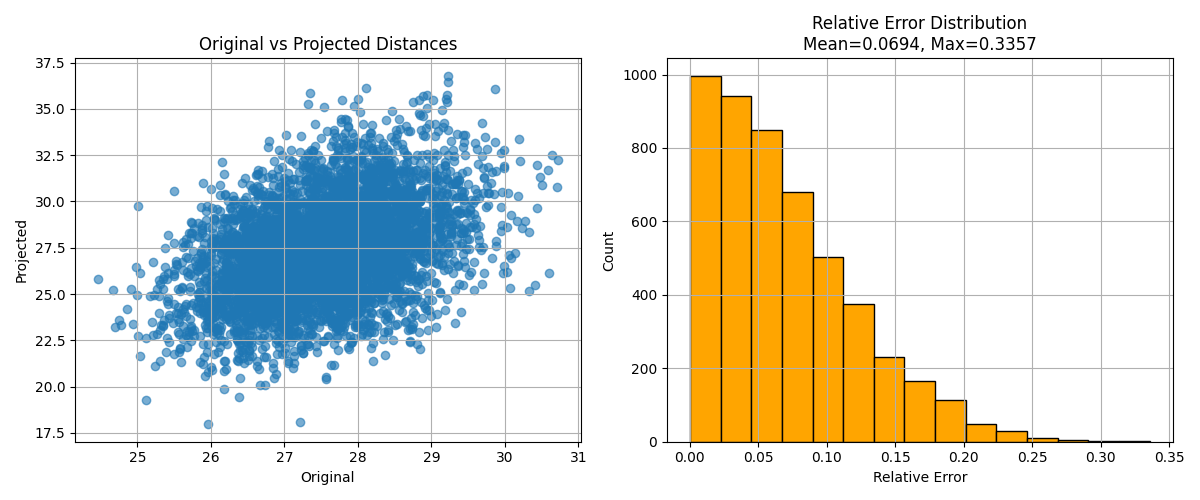 Original vs Projected Distances
37.5
35.0
32.5
30.0
27.5
25.0
22.5
20.0
17.5
Projected
25 26 27 28 29 30 31
Original
Relative Error Distribution
Mean=0.0694, Max=0.3357
1000
800
600
400
200
0
Count
0.00 0.05 0.10 0.15 0.20 0.25 0.30 0.35
Relative Error